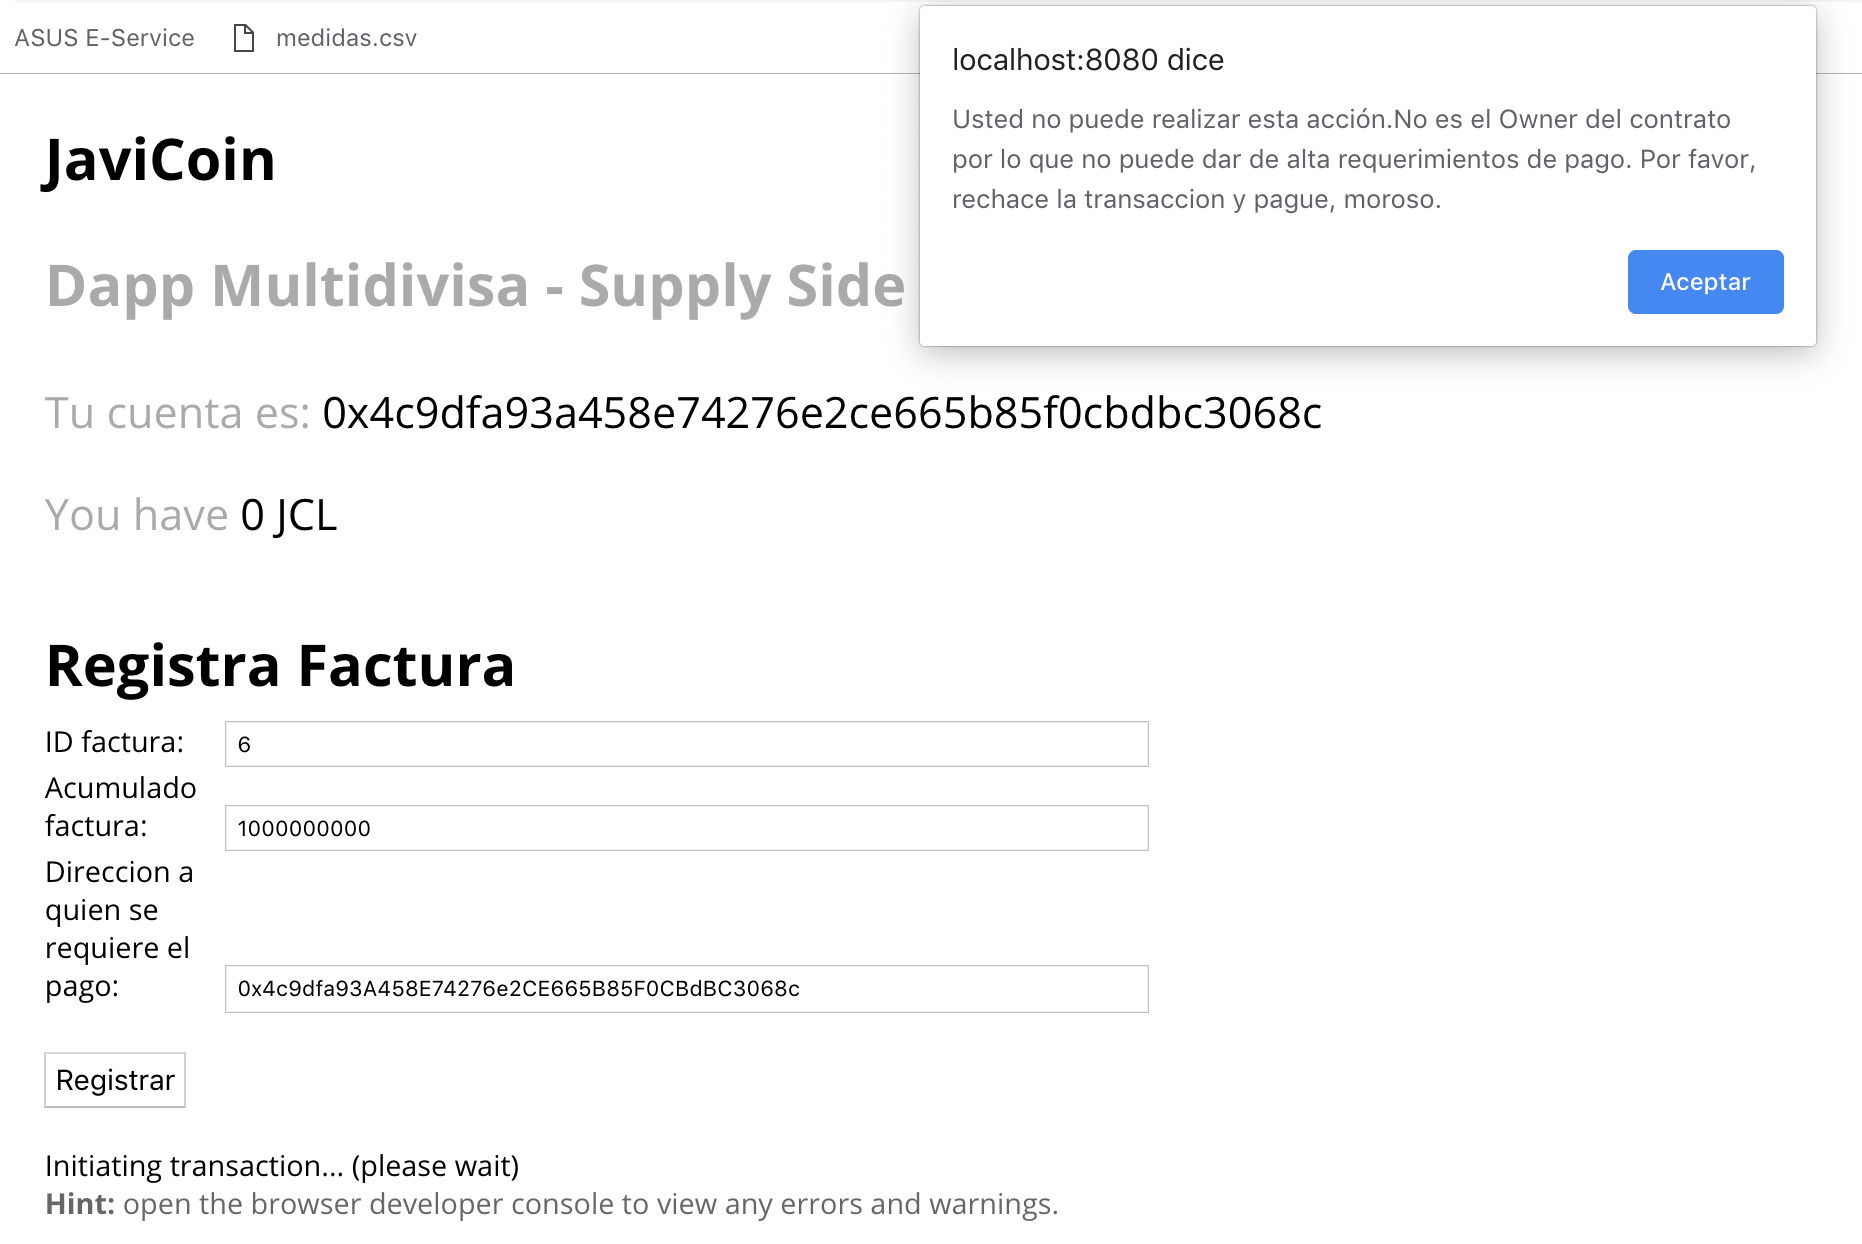 ASUS E-Service
medidas.csv
localhost:8080 dice
Usted no puede realizar esta acción.No es el Owner del contrato
por lo que no puede dar de alta requerimientos de pago. Por favor,
rechace la transaccion y pague, moroso.
Aceptar
JaviCoin
Dapp Multidivisa - Supply Side
Tu cuenta es: 0x4c9dfa93a458e74276e2ce665b85f0cbdbc3068c
You have 0 JCL
Registra Factura
ID factura:
6
Acumulado
factura:
1000000000
Direccion a
quien se
requiere el
pago:
0x4c9dfa93A458E74276e2CE665B85F0CBdBC3068c
Registrar
Initiating transaction... (please wait)
Hint: open the browser developer console to view any errors and warnings.